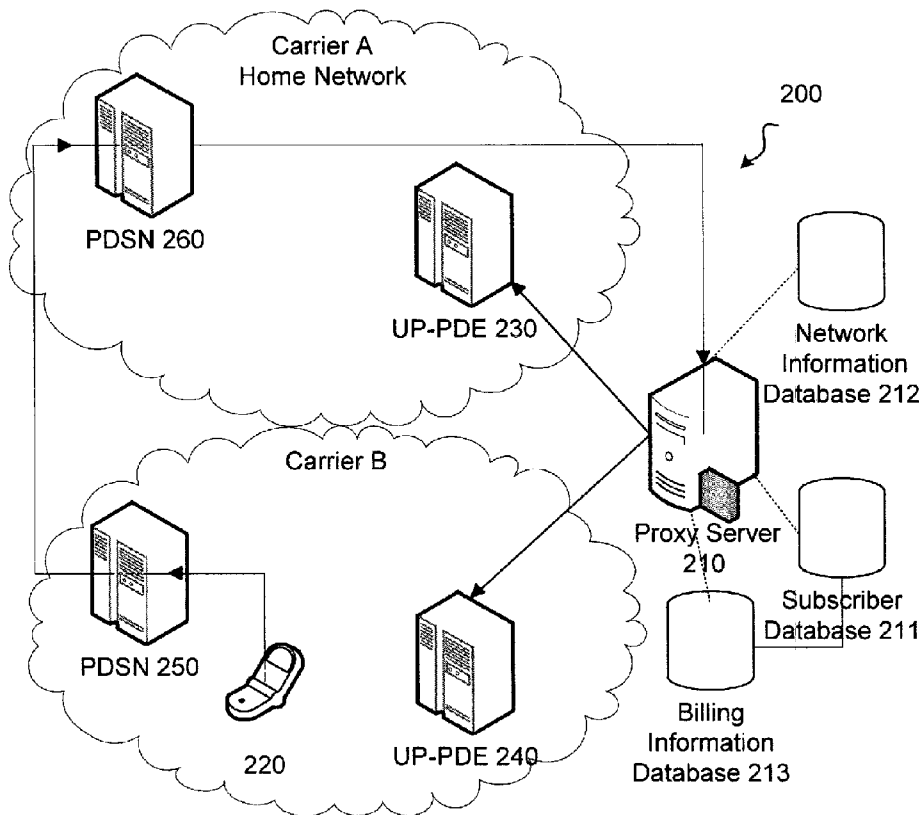 Carrier A
Home Network
200
PDSN 260
UP-PDE 230
Network
Information
Database 212
Carrier B
Proxy Server
210
Subscriber
Database 211
PDSN 250
220
UP-PDE 240
Billing
Information
Database 213